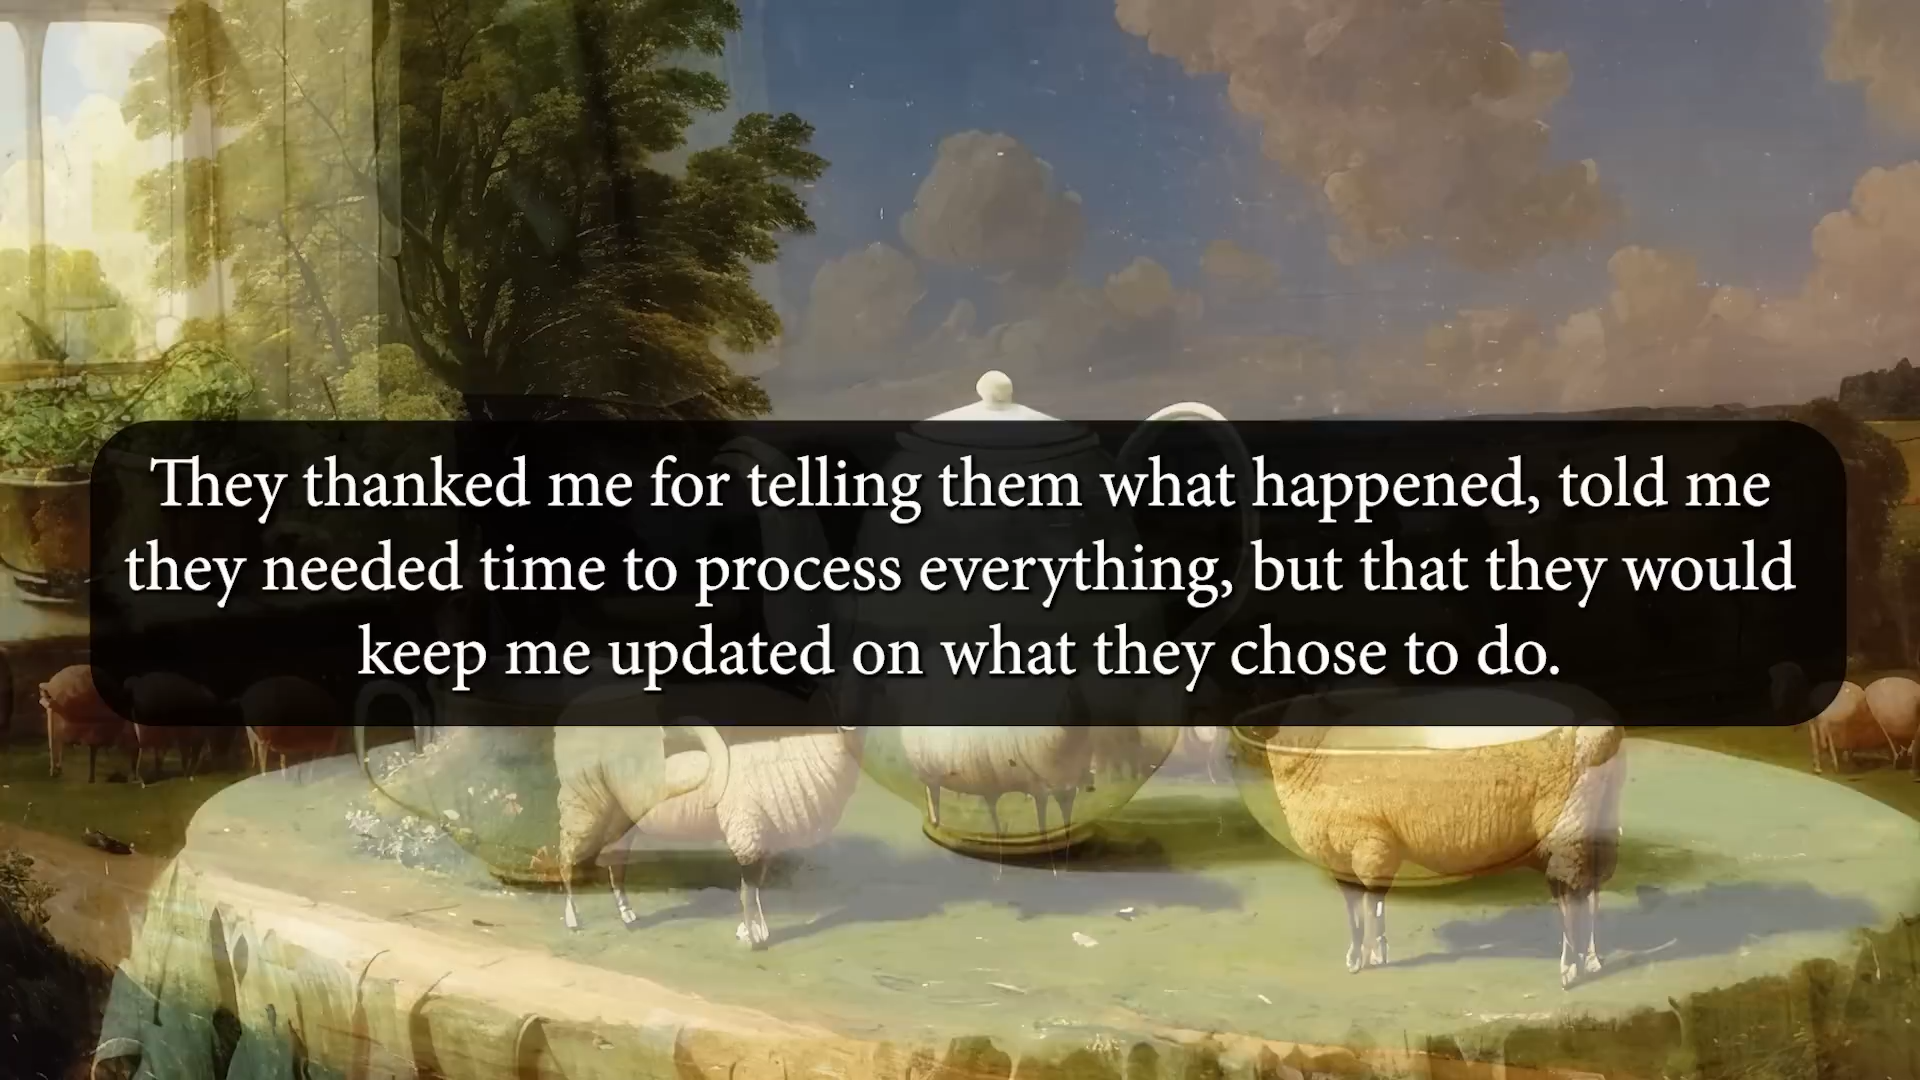 They thanked me for telling them what happened, told me
they needed time to process everything, but that they would
keep me updated on what they chose to do.